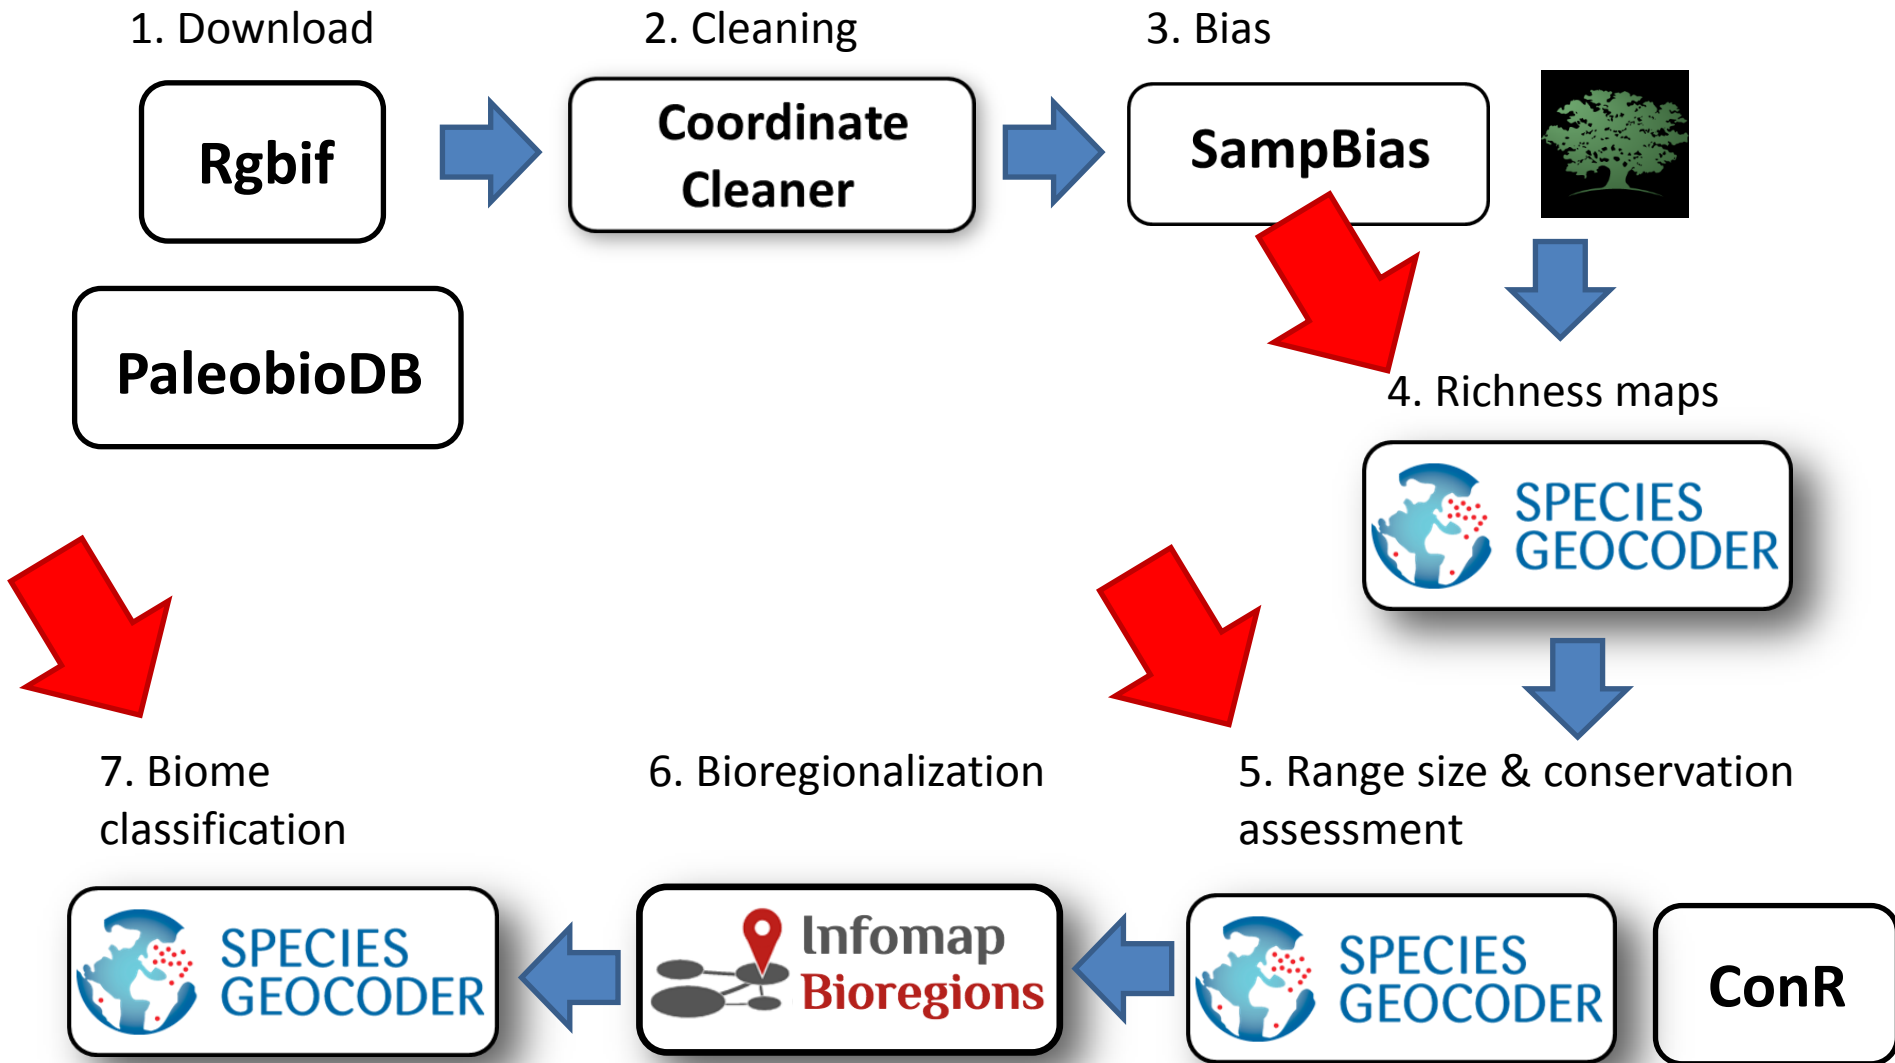 1. Download
Rgbif
PaleobioDB
2. Cleaning
Coordinate
Cleaner
3. Bias
SampBias
4. Richness maps
SPECIES
GEOCODER
5. Range size & conservation
assessment
SPECIES
GEOCODER
ConR
6. Bioregionalization
Infomap
Bioregions
7. Biome
classification
SPECIES
GEOCODER